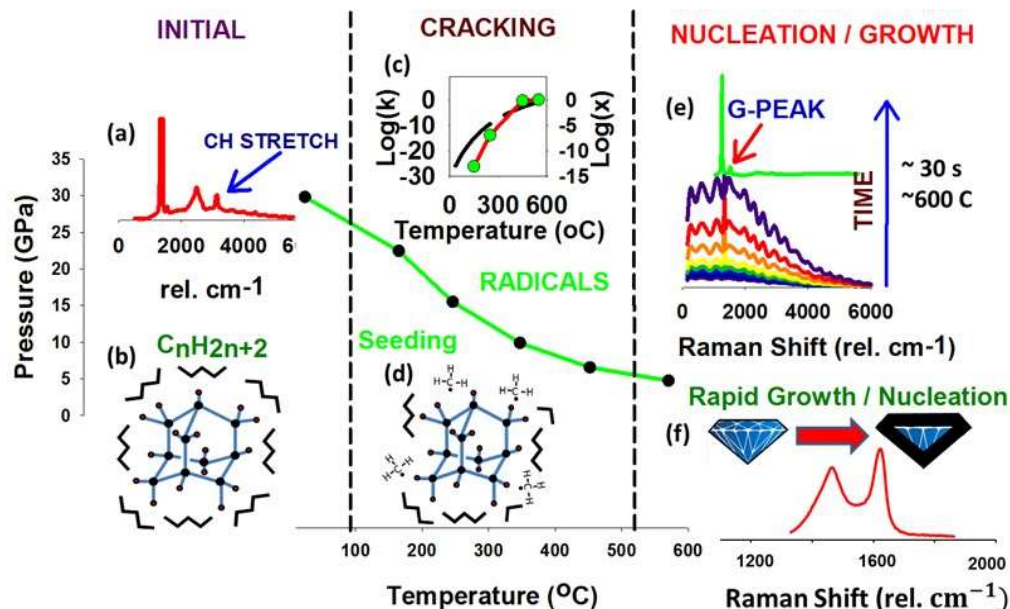 INITIAL
CRACKING
NUCLEATION / GROWTH
(a)
CH STRETCH
0 2000 4000
rel. cm-1
(b)
CnH2n+2
Pressure (GPa)
35
30
25
20
15
10
5
0
(c)
Log(k)
0
-10
-20
-30
Log(x)
0
-5
-10
-15
0 300 600
Temperature (oC)
RADICALS
Seeding
(d)
H
H-C-H
H
H-C-H
H
H-C-H
H
H-C-H
100 200 300 400 500 600
Temperature (OC)
(e)
G-PEAK
TIME
~ 30 s
~600 C
0 2000 4000 6000
Raman Shift (rel. cm-1)
Rapid Growth / Nucleation
(f)
1200 1600 2000
Raman Shift (rel. cm−1)